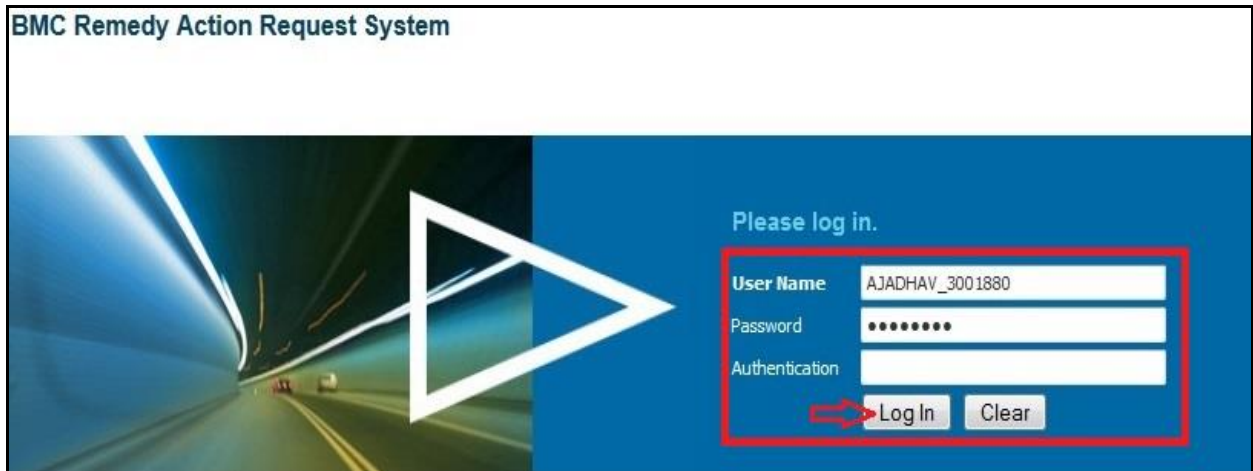 BMC Remedy Action Request System
Please log in.
User Name AJADHAV_3001880
Password ••••••••
Authentication
Log In Clear